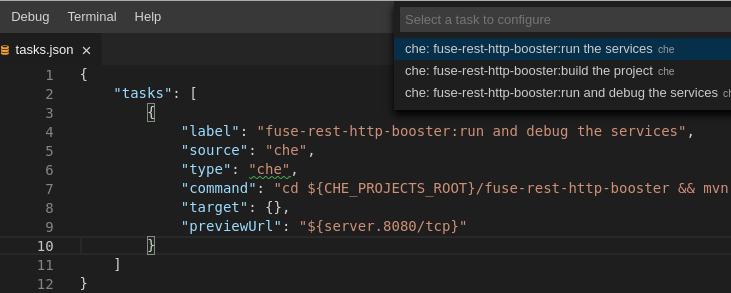 Debug Terminal Help
Select a task to configure
tasks.json ×
che: fuse-rest-http-booster:run the services che
che: fuse-rest-http-booster:build the project che
che: fuse-rest-http-booster:run and debug the services
1 {
2 "tasks": [
3 {
4 "label": "fuse-rest-http-booster:run and debug the services",
5 "source": "che",
6 "type": "che",
7 "command": "cd ${CHE_PROJECTS_ROOT}/fuse-rest-http-booster && mvn
8 "target": {},
9 "previewUrl": "${server.8080/tcp}"
10 }
11 ]
12 }